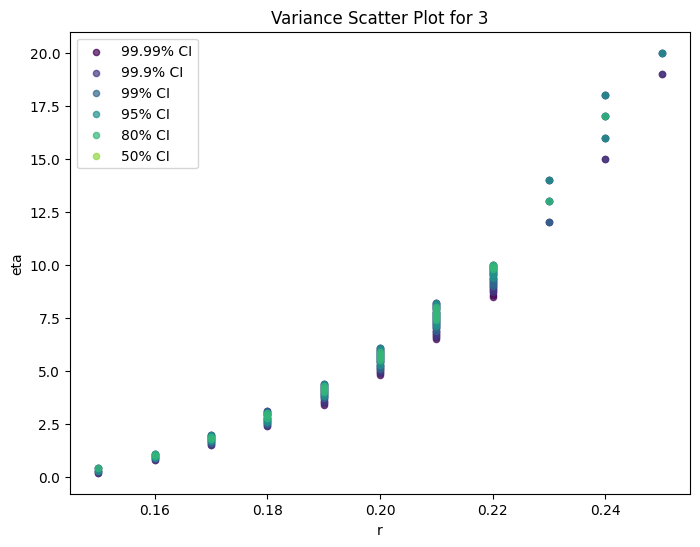 Variance Scatter Plot for 3
99.99% CI
99.9% CI
99% CI
95% CI
80% CI
50% CI
20.0
17.5
15.0
12.5
10.0
7.5
5.0
2.5
0.0
eta
0.16
0.18
0.20
0.22
0.24
r